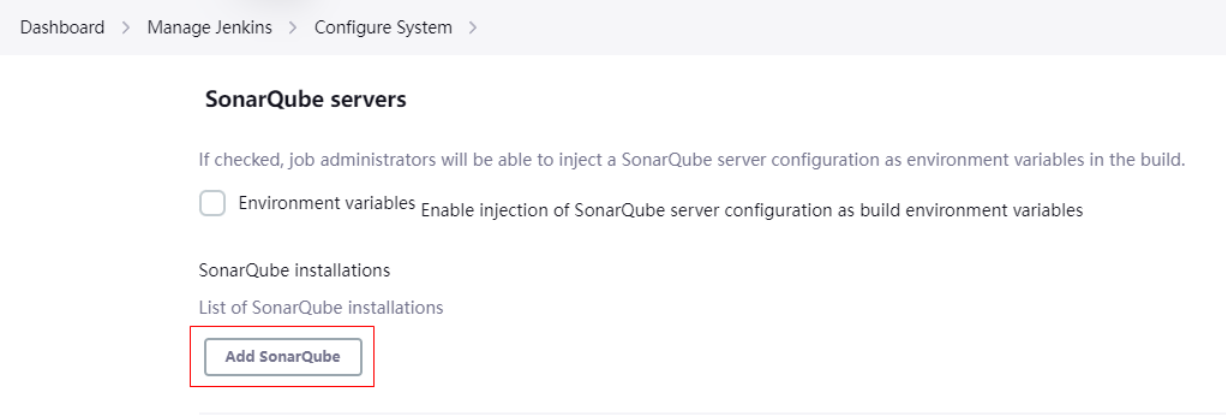 Dashboard > Manage Jenkins > Configure System >
SonarQube servers
If checked, job administrators will be able to inject a SonarQube server configuration as environment variables in the build.
Environment variables Enable injection of SonarQube server configuration as build environment variables
SonarQube installations
List of SonarQube installations
Add SonarQube